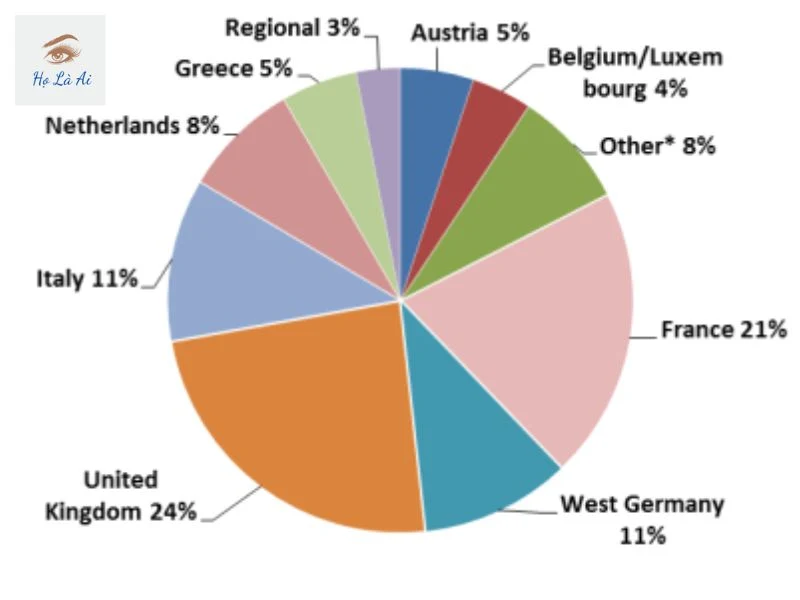 Họ Là Ai
Regional 3%
Austria 5%
Belgium/Luxem
bourg 4%
Other* 8%
France 21%
West Germany
11%
United
Kingdom 24%
Italy 11%
Netherlands 8%
Greece 5%